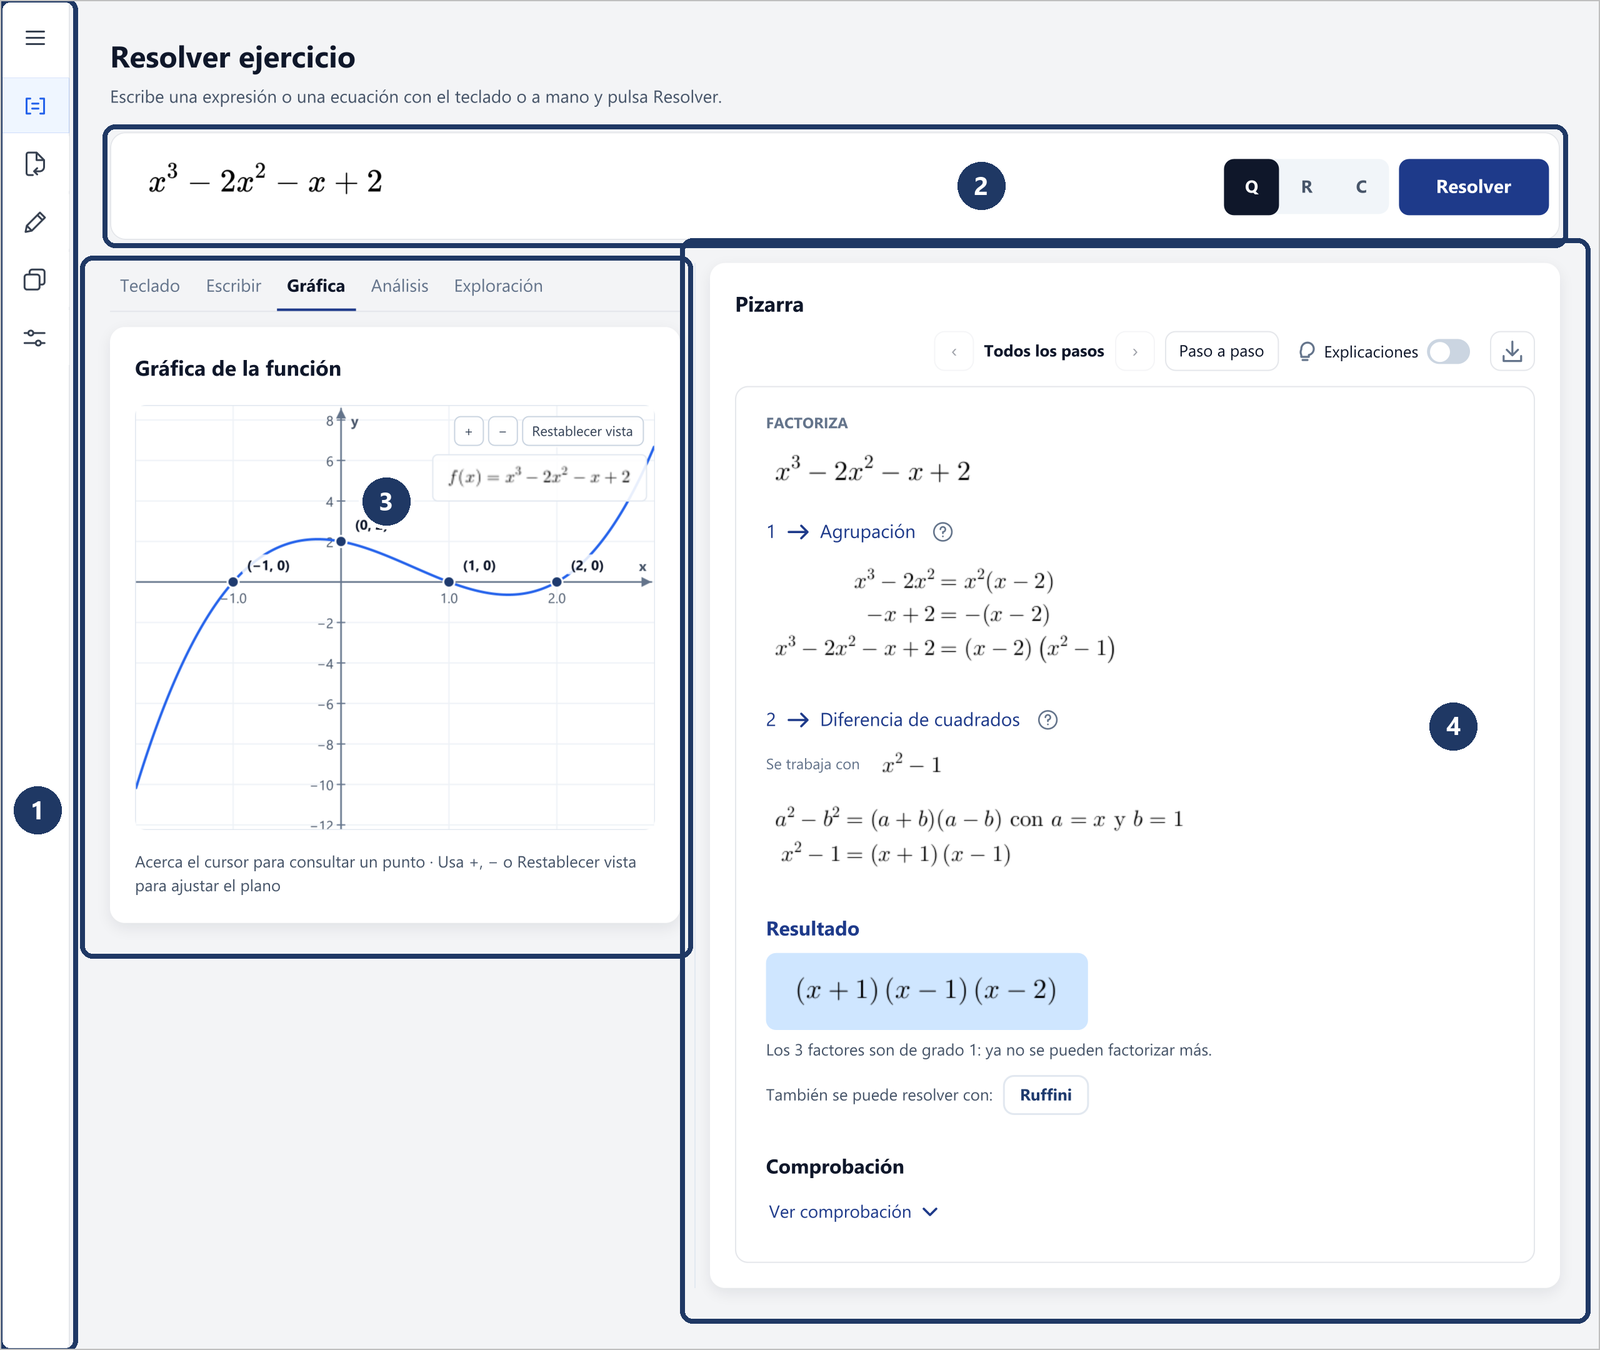 Resolver ejercicio
Escribe una expresión o una ecuación con el teclado o a mano y pulsa Resolver.
x³ − 2x² − x + 2
2
Q R C Resolver
Teclado Escribir Gráfica Análisis Exploración
Gráfica de la función
+ − Restablecer vista
f(x) = x³ − 2x² − x + 2
y
8
6
4
3
(0,
2
(−1, 0) (1, 0) (2, 0) x
−1.0 1.0 2.0
−2
−4
−6
−8
−10
−12
Acerca el cursor para consultar un punto · Usa +, − o Restablecer vista
para ajustar el plano
1
Pizarra
‹ Todos los pasos › Paso a paso Explicaciones
FACTORIZA
x³ − 2x² − x + 2
1 → Agrupación ?
x³ − 2x² = x²(x − 2)
−x + 2 = −(x − 2)
x³ − 2x² − x + 2 = (x − 2) (x² − 1)
2 → Diferencia de cuadrados ?
4
Se trabaja con x² − 1
a² − b² = (a + b)(a − b) con a = x y b = 1
x² − 1 = (x + 1) (x − 1)
Resultado
(x + 1) (x − 1) (x − 2)
Los 3 factores son de grado 1: ya no se pueden factorizar más.
También se puede resolver con: Ruffini
Comprobación
Ver comprobación